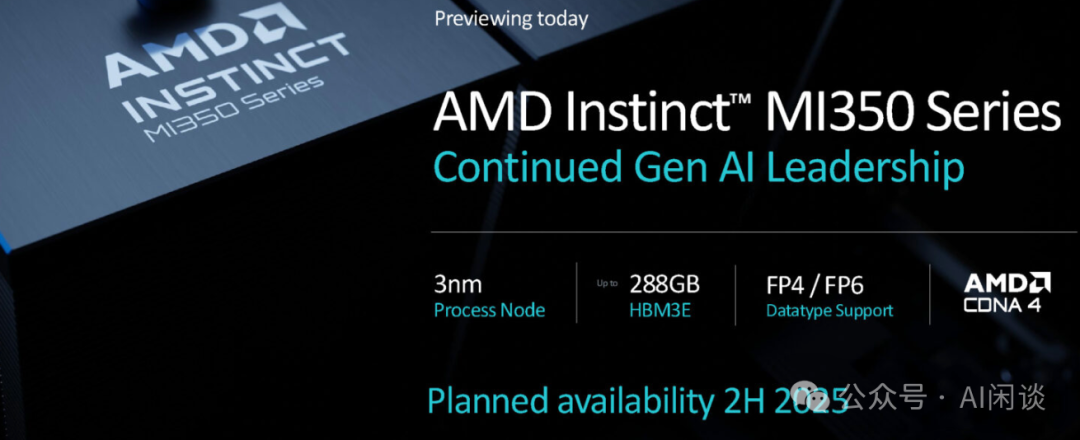 Previewing today
AMD
INSTINCT
MI350 Series
AMD Instinct™ MI350 Series
Continued Gen AI Leadership
3nm
Process Node
Up to 288GB
HBM3E
FP4 / FP6
Datatype Support
AMD
CDNA 4
Planned availability 2H 2025
公众号 · AI闲谈